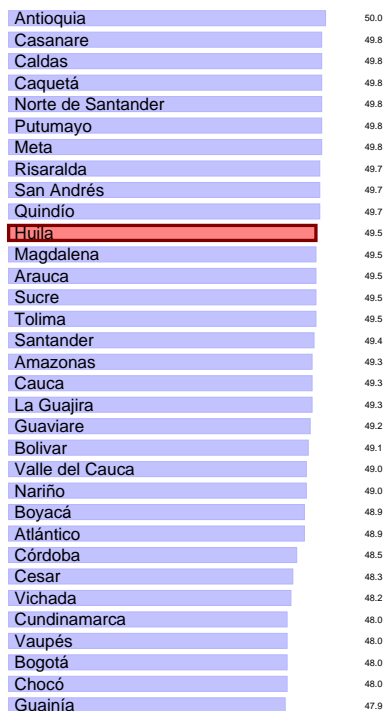 Antioquia 50.0
Casanare 49.8
Caldas 49.8
Caquetá 49.8
Norte de Santander 49.8
Putumayo 49.8
Meta 49.8
Risaralda 49.7
San Andrés 49.7
Quindío 49.7
Huila 49.5
Magdalena 49.5
Arauca 49.5
Sucre 49.5
Tolima 49.5
Santander 49.4
Amazonas 49.3
Cauca 49.3
La Guajira 49.3
Guaviare 49.2
Bolivar 49.1
Valle del Cauca 49.0
Nariño 49.0
Boyacá 48.9
Atlántico 48.9
Córdoba 48.5
Cesar 48.3
Vichada 48.2
Cundinamarca 48.0
Vaupés 48.0
Bogotá 48.0
Chocó 48.0
Guainía 47.9